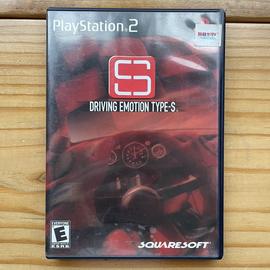 PlayStation 2
S
DRIVING EMOTION TYPE-S
EVERYONE
E
ESRB
SQUARESOFT